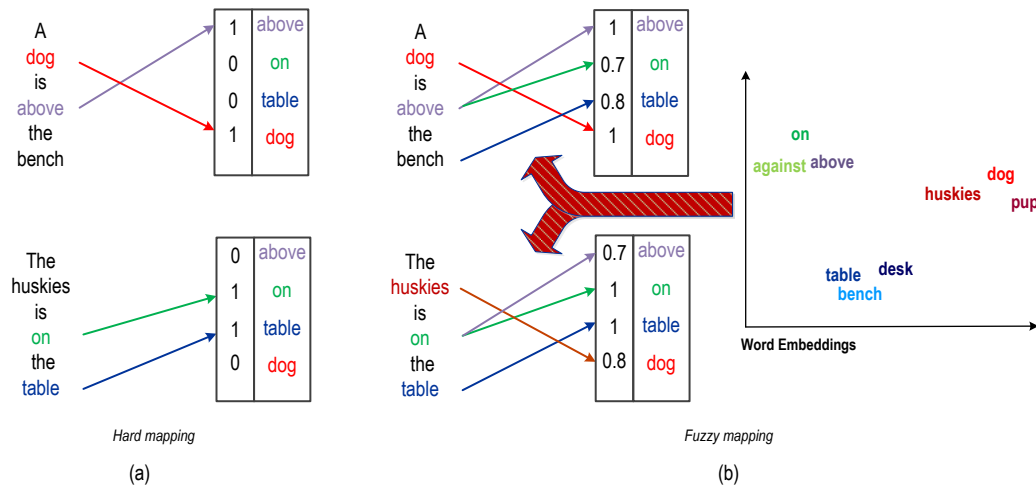 A
dog
is
above
the
bench
1 above
0 on
0 table
1 dog
The
huskies
is
on
the
table
0 above
1 on
1 table
0 dog
Hard mapping
(a)
A
dog
is
above
the
bench
1 above
0.7 on
0.8 table
1 dog
The
huskies
is
on
the
table
0.7 above
1 on
1 table
0.8 dog
on
against above
dog
huskies
pup
table desk
bench
Word Embeddings
Fuzzy mapping
(b)